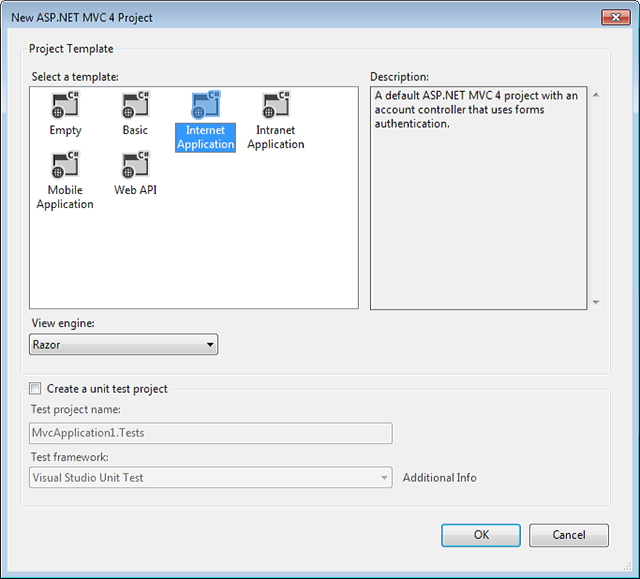 New ASP.NET MVC 4 Project
Project Template
Select a template:
Description:
C# C# C# C#
Empty Basic Internet Application Intranet Application
C# C#
Mobile Application Web API
A default ASP.NET MVC 4 project with an
account controller that uses forms
authentication.
View engine:
Razor
Create a unit test project
Test project name:
MvcApplication1.Tests
Test framework:
Visual Studio Unit Test
Additional Info
OK Cancel